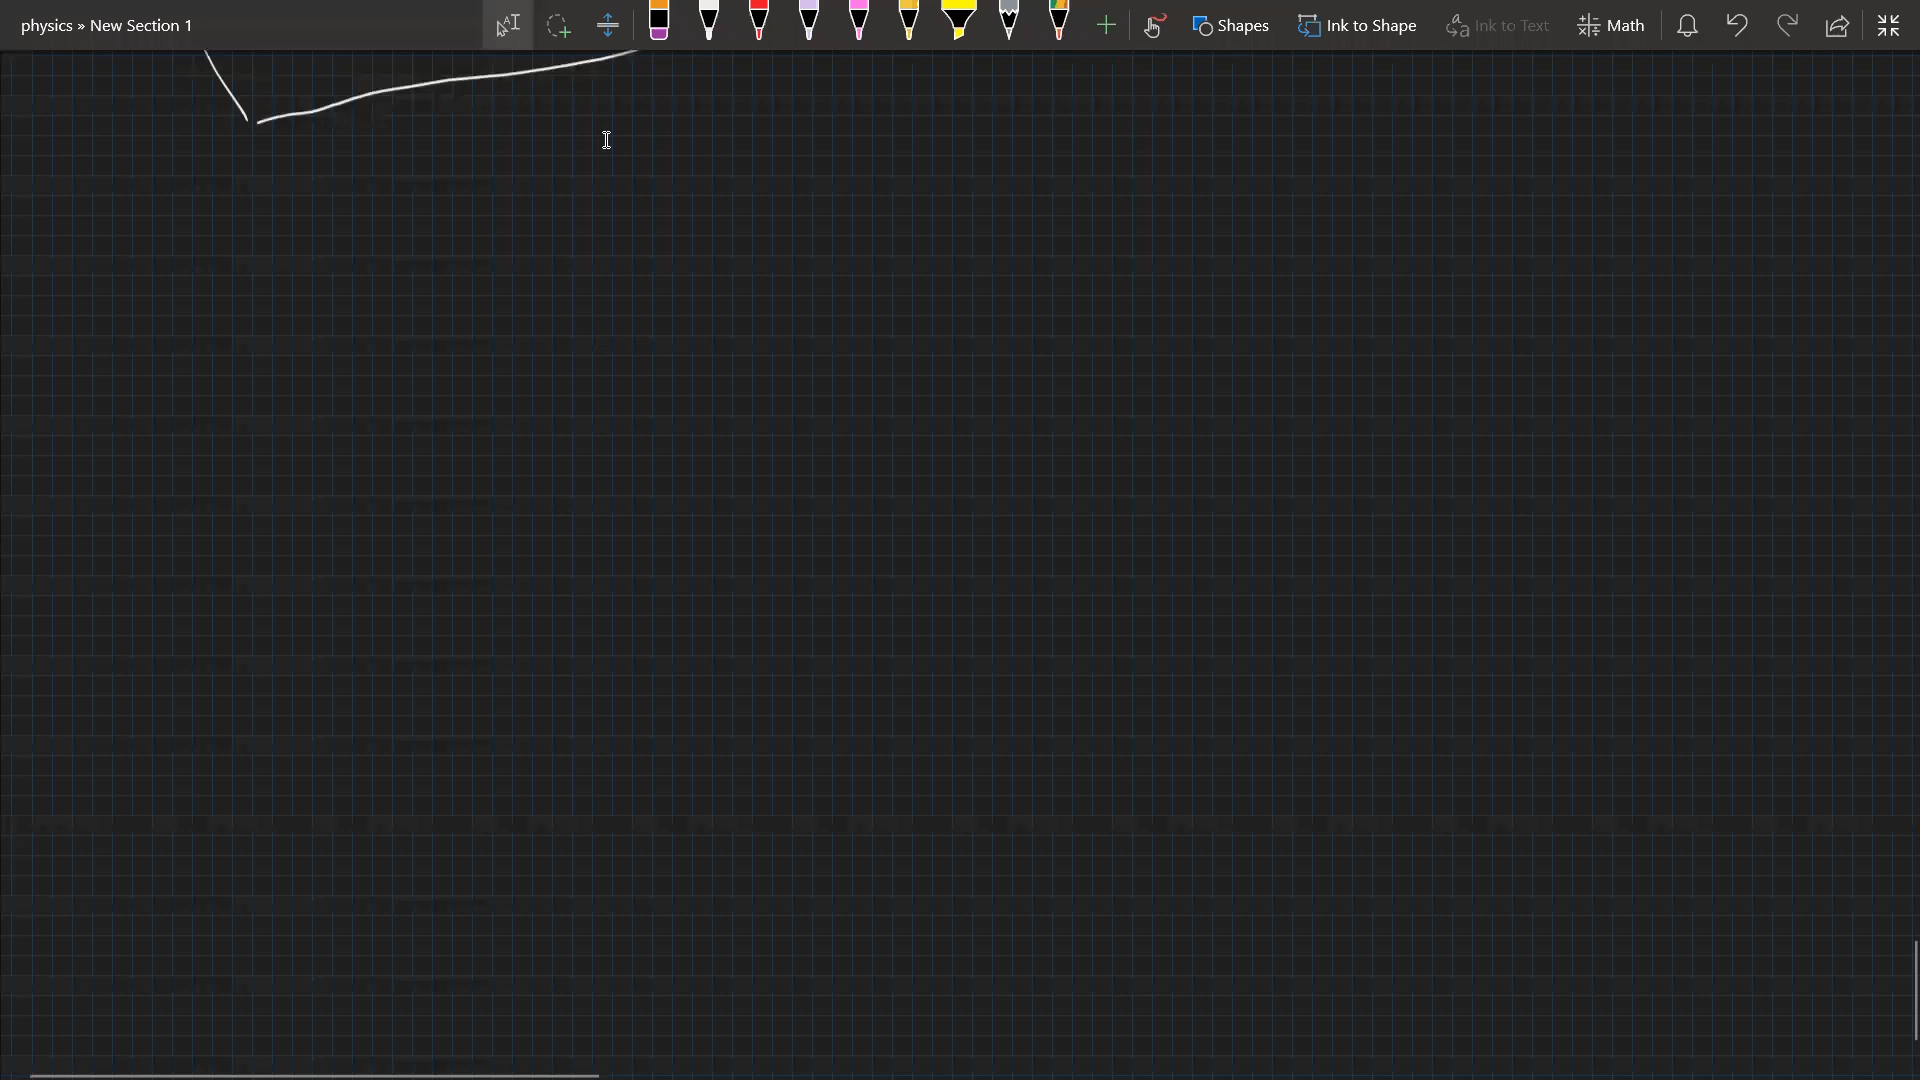 physics » New Section 1
Shapes
Ink to Shape
Ink to Text
Math